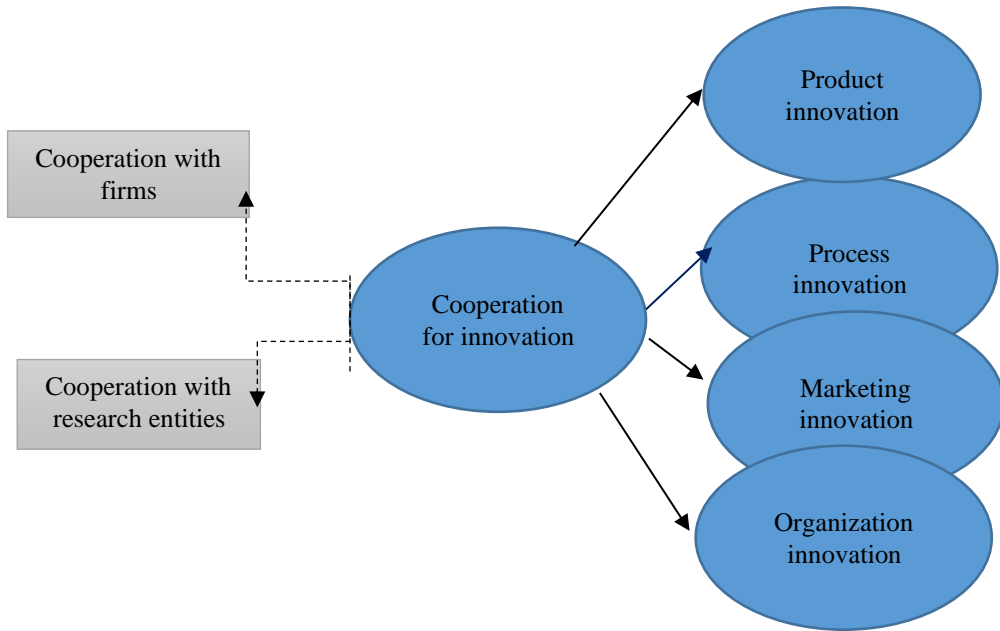 Cooperation with
firms
Cooperation with
research entities
Cooperation
for innovation
Product
innovation
Process
innovation
Marketing
innovation
Organization
innovation